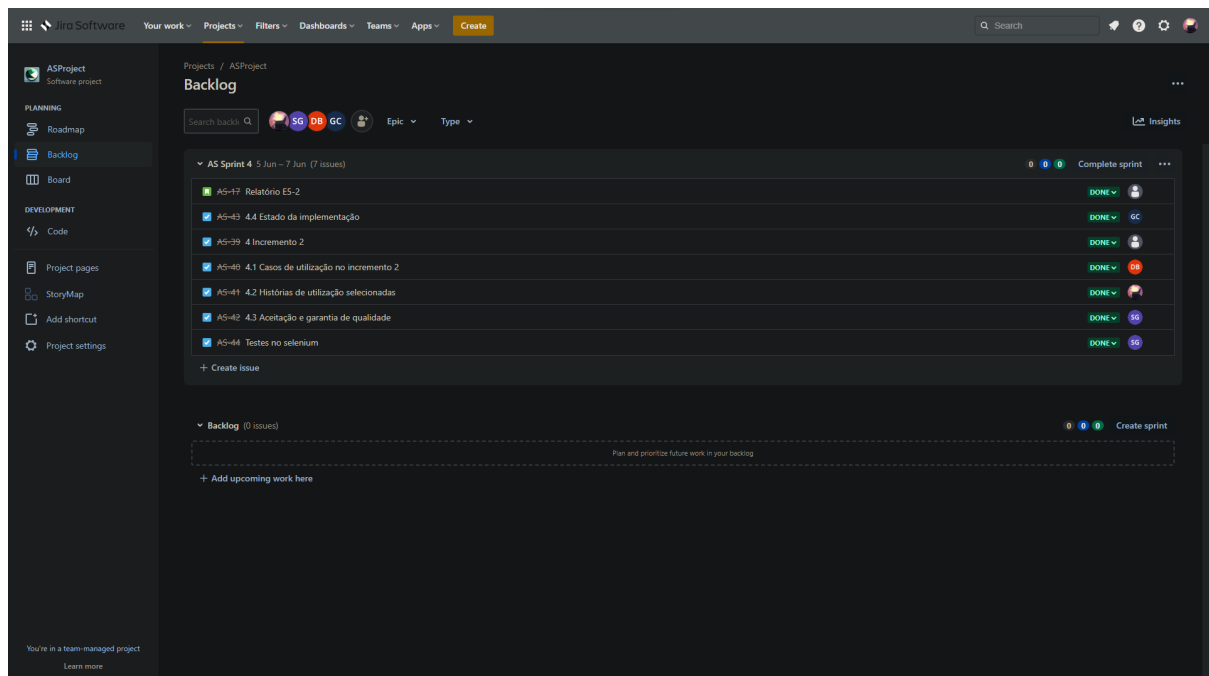 Jira Software Your work Projects Filters Dashboards Teams Apps Create Search
ASProject
Software project
PLANNING
Roadmap
Backlog
Board
DEVELOPMENT
Code
Project pages
StoryMap
Add shortcut
Project settings
You're in a team-managed project
Learn more
Projects / ASProject
Backlog
Search backl SG DB GC Epic Type Insights
AS Sprint 4 5 Jun – 7 Jun (7 issues) 0 0 0 Complete sprint
AS-17 Relatório E5-2 DONE
AS-43 4.4 Estado da implementação DONE GC
AS-39 4 Incremento 2 DONE
AS-40 4.1 Casos de utilização no incremento 2 DONE DB
AS-41 4.2 Histórias de utilização selecionadas DONE
AS-42 4.3 Aceitação e garantia de qualidade DONE SG
AS-44 Testes no selenium DONE SG
+ Create issue
Backlog (0 issues) 0 0 0 Create sprint
Plan and prioritize future work in your backlog
+ Add upcoming work here